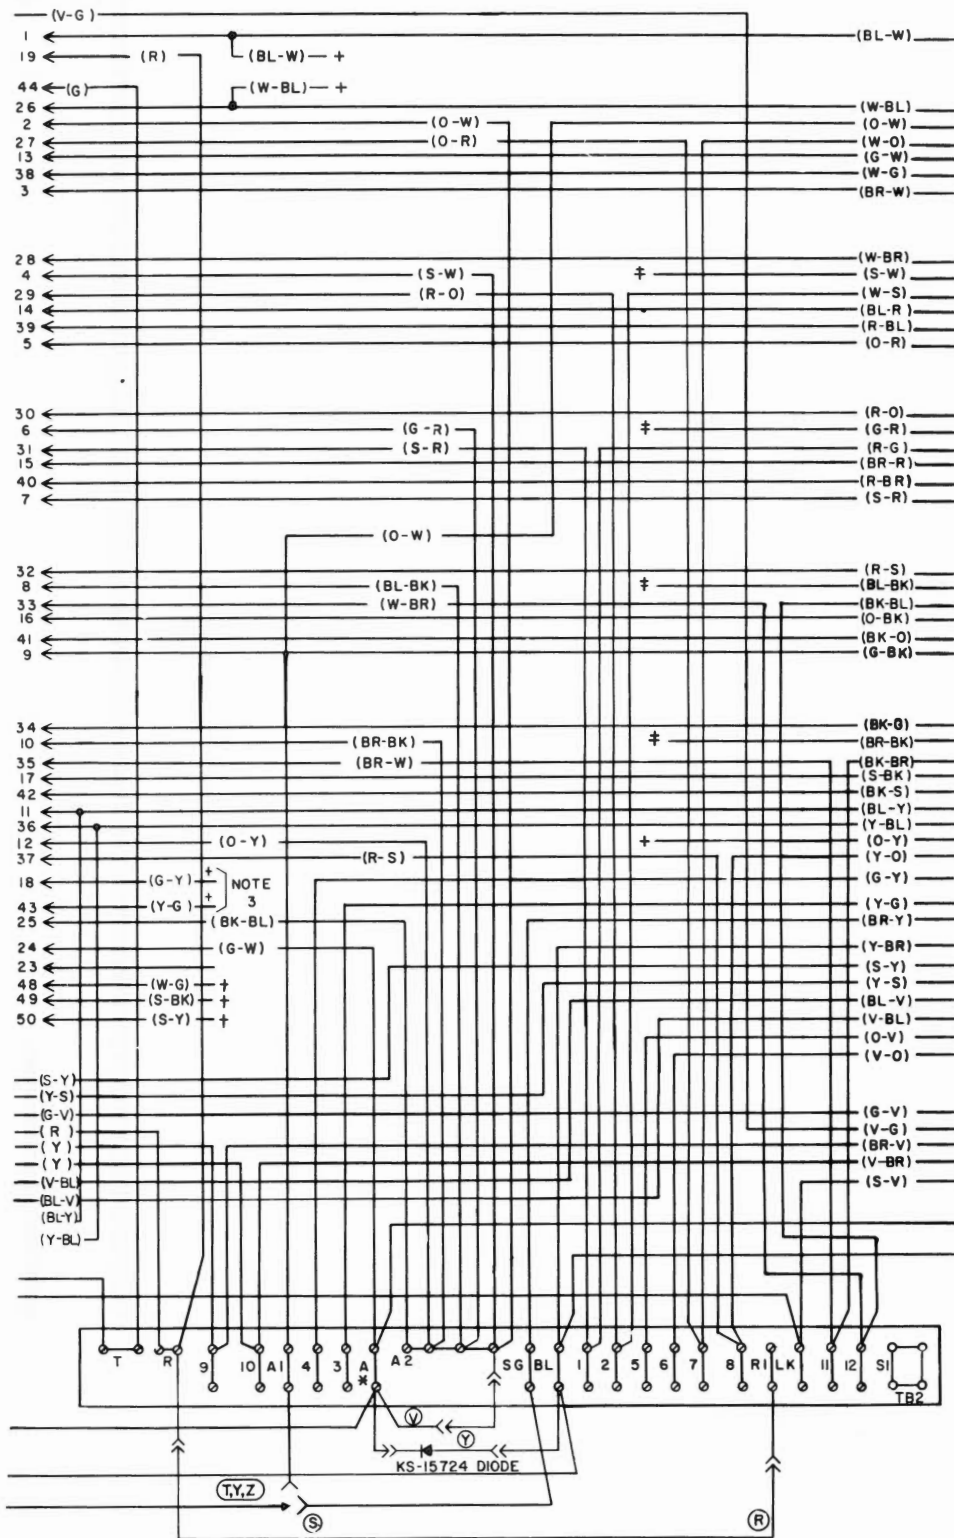 (V-G)
1 (BL-W)
19 (R) (BL-W) +
44 (G) (W-BL) +
26 (W-BL)
2 (O-W) (O-W)
27 (O-R) (W-O)
13 (G-W)
38 (W-G)
3 (BR-W)
28 (W-BR)
4 (S-W) ‡ (S-W)
29 (R-O) (W-S)
14 (BL-R)
39 (R-BL)
5 (O-R)
30 (R-O)
6 (G-R) ‡ (G-R)
31 (S-R) (R-G)
15 (BR-R)
40 (R-BR)
7 (S-R)
(O-W)
32 (R-S)
8 (BL-BK) ‡ (BL-BK)
33 (W-BR) (BK-BL)
16 (O-BK)
41 (BK-O)
9 (G-BK)
34 (BK-G)
10 (BR-BK) ‡ (BR-BK)
35 (BR-W) (BK-BR)
17 (S-BK)
42 (BK-S)
11 (BL-Y)
36 (Y-BL)
12 (O-Y) + (O-Y)
37 (R-S) (Y-O)
18 (G-Y) + NOTE (G-Y)
43 (Y-G) + 3 (Y-G)
25 (BK-BL) (BR-Y)
24 (G-W) (Y-BR)
23 (S-Y)
48 (W-G) † (Y-S)
49 (S-BK) † (BL-V)
50 (S-Y) † (V-BL)
(O-V)
(V-O)
(S-Y)
(Y-S)
(G-V) (G-V)
(R) (V-G)
(Y) (BR-V)
(Y) (V-BR)
(V-BL) (S-V)
(BL-V)
(BL-Y)
(Y-BL)
T R 9 10 A1 4 3 A * A2 SG BL 1 2 5 6 7 8 R1 LK 11 12 S1
TB2
V
Y
KS-15724 DIODE
T,Y,Z
S
R